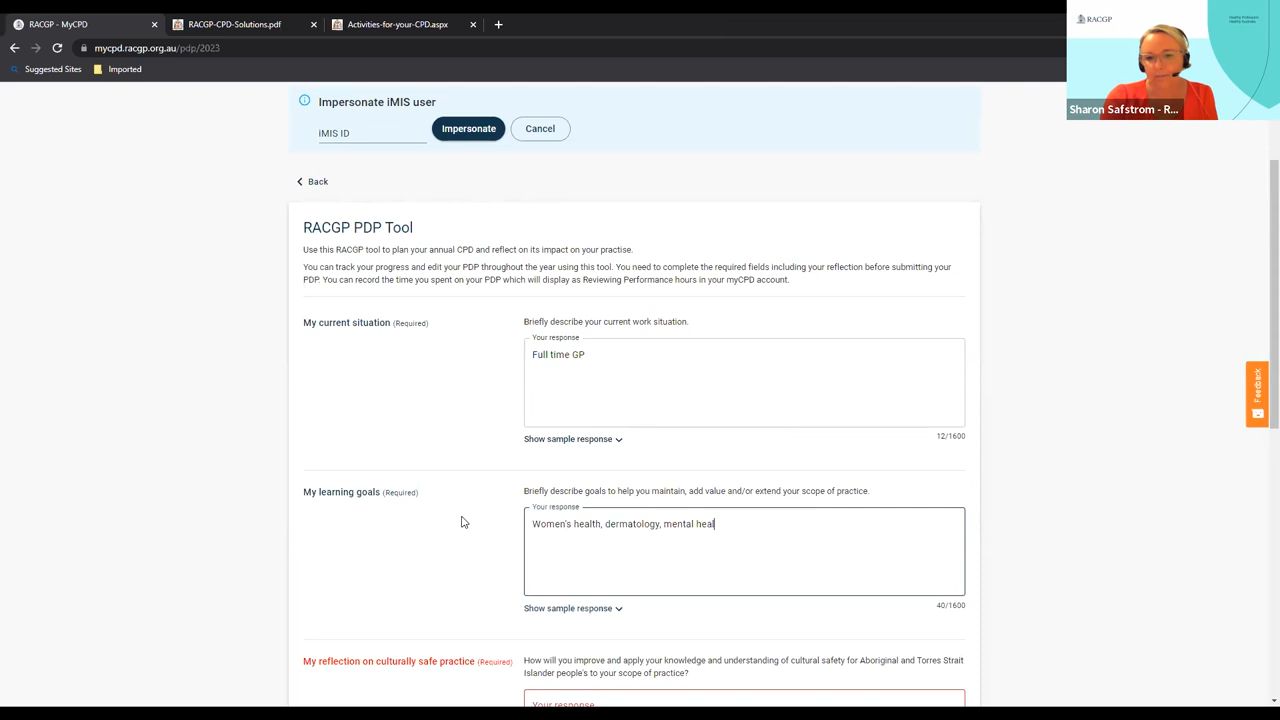 RACGP - MyCPD
RACGP-CPD-Solutions.pdf
Activities-for-your-CPD.aspx
mycpd.racgp.org.au/pdp/2023
Suggested Sites
Imported
RACGP
Healthy Profession.
Healthy Australia.
Sharon Safstrom - R...
Impersonate iMIS user
iMIS ID
Impersonate
Cancel
Back
RACGP PDP Tool
Use this RACGP tool to plan your annual CPD and reflect on its impact on your practise.
You can track your progress and edit your PDP throughout the year using this tool. You need to complete the required fields including your reflection before submitting your
PDP. You can record the time you spent on your PDP which will display as Reviewing Performance hours in your myCPD account.
My current situation (Required)
Briefly describe your current work situation.
Your response
Full time GP
Show sample response
12/1600
My learning goals (Required)
Briefly describe goals to help you maintain, add value and/or extend your scope of practice.
Your response
Women's health, dermatology, mental heal
Show sample response
40/1600
My reflection on culturally safe practice (Required)
How will you improve and apply your knowledge and understanding of cultural safety for Aboriginal and Torres Strait
Islander people's to your scope of practice?
Your response
Feedback